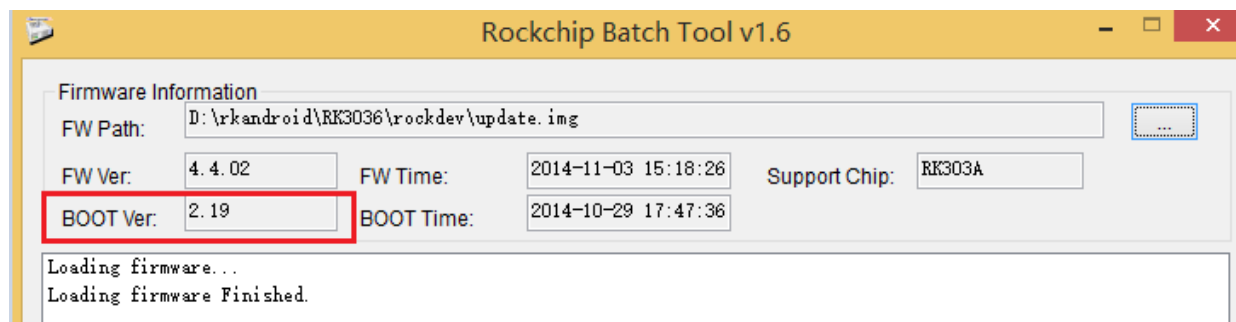 Rockchip Batch Tool v1.6
Firmware Information
FW Path: D:\rkandroid\RK3036\rockdev\update.img ...
FW Ver: 4.4.02 FW Time: 2014-11-03 15:18:26 Support Chip: RK303A
BOOT Ver: 2.19 BOOT Time: 2014-10-29 17:47:36
Loading firmware...
Loading firmware Finished.